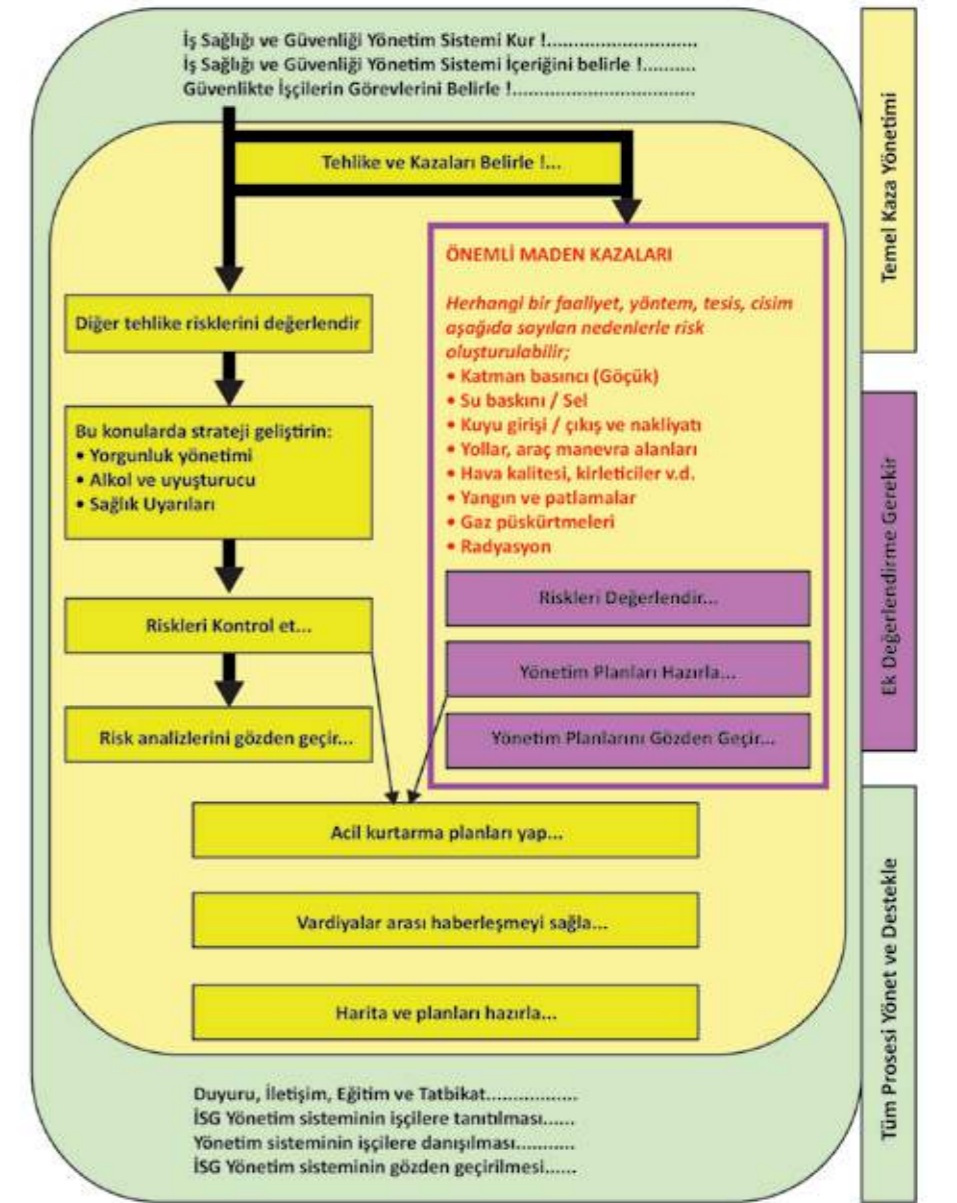 İş Sağlığı ve Güvenliği Yönetim Sistemi Kur !.............................
İş Sağlığı ve Güvenliği Yönetim Sistemi İçeriğini belirle !..........
Güvenlikte İşçilerin Görevlerini Belirle !...................................
Tehlike ve Kazaları Belirle !...
Diğer tehlike risklerini değerlendir
Bu konularda strateji geliştirin:
• Yorgunluk yönetimi
• Alkol ve uyuşturucu
• Sağlık Uyarıları
Riskleri Kontrol et...
Risk analizlerini gözden geçir...
ÖNEMLİ MADEN KAZALARI
Herhangi bir faaliyet, yöntem, tesis, cisim
aşağıda sayılan nedenlerle risk
oluşturulabilir;
• Katman basıncı (Göçük)
• Su baskını / Sel
• Kuyu girişi / çıkış ve nakliyatı
• Yollar, araç manevra alanları
• Hava kalitesi, kirleticiler v.d.
• Yangın ve patlamalar
• Gaz püskürtmeleri
• Radyasyon
Riskleri Değerlendir...
Yönetim Planları Hazırla...
Yönetim Planlarını Gözden Geçir...
Acil kurtarma planları yap...
Vardiyalar arası haberleşmeyi sağla...
Harita ve planları hazırla...
Duyuru, İletişim, Eğitim ve Tatbikat..................
İSG Yönetim sisteminin işçilere tanıtılması......
Yönetim sisteminin işçilere danışılması...........
İSG Yönetim sisteminin gözden geçirilmesi......
Temel Kaza Yönetimi
Ek Değerlendirme Gerekir
Tüm Prosesi Yönet ve Destekle